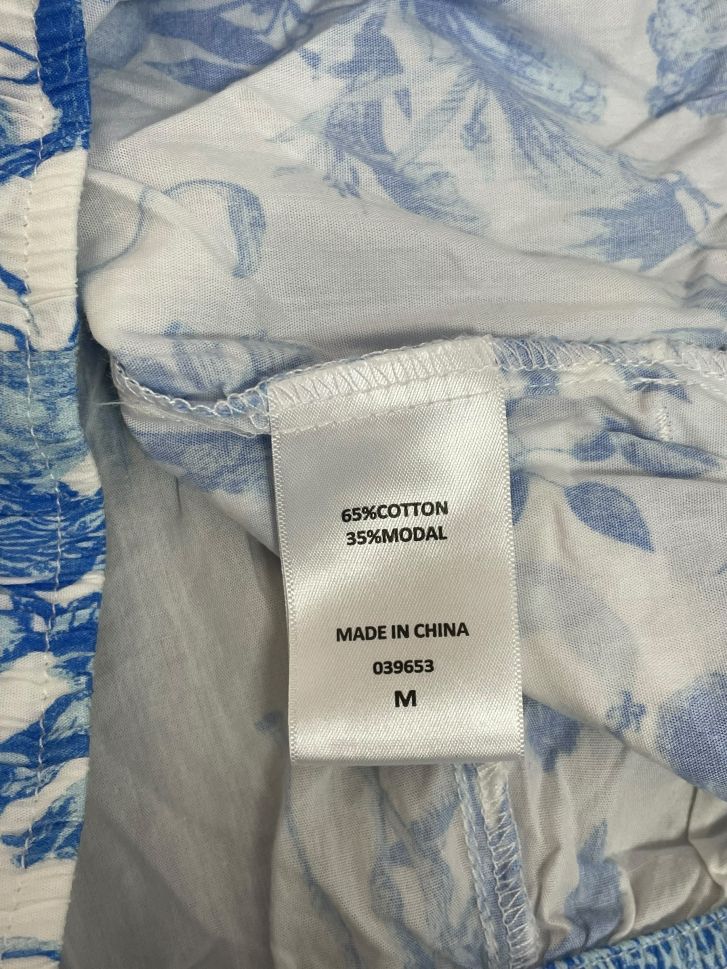 65%COTTON
35%MODAL
MADE IN CHINA
039653
M